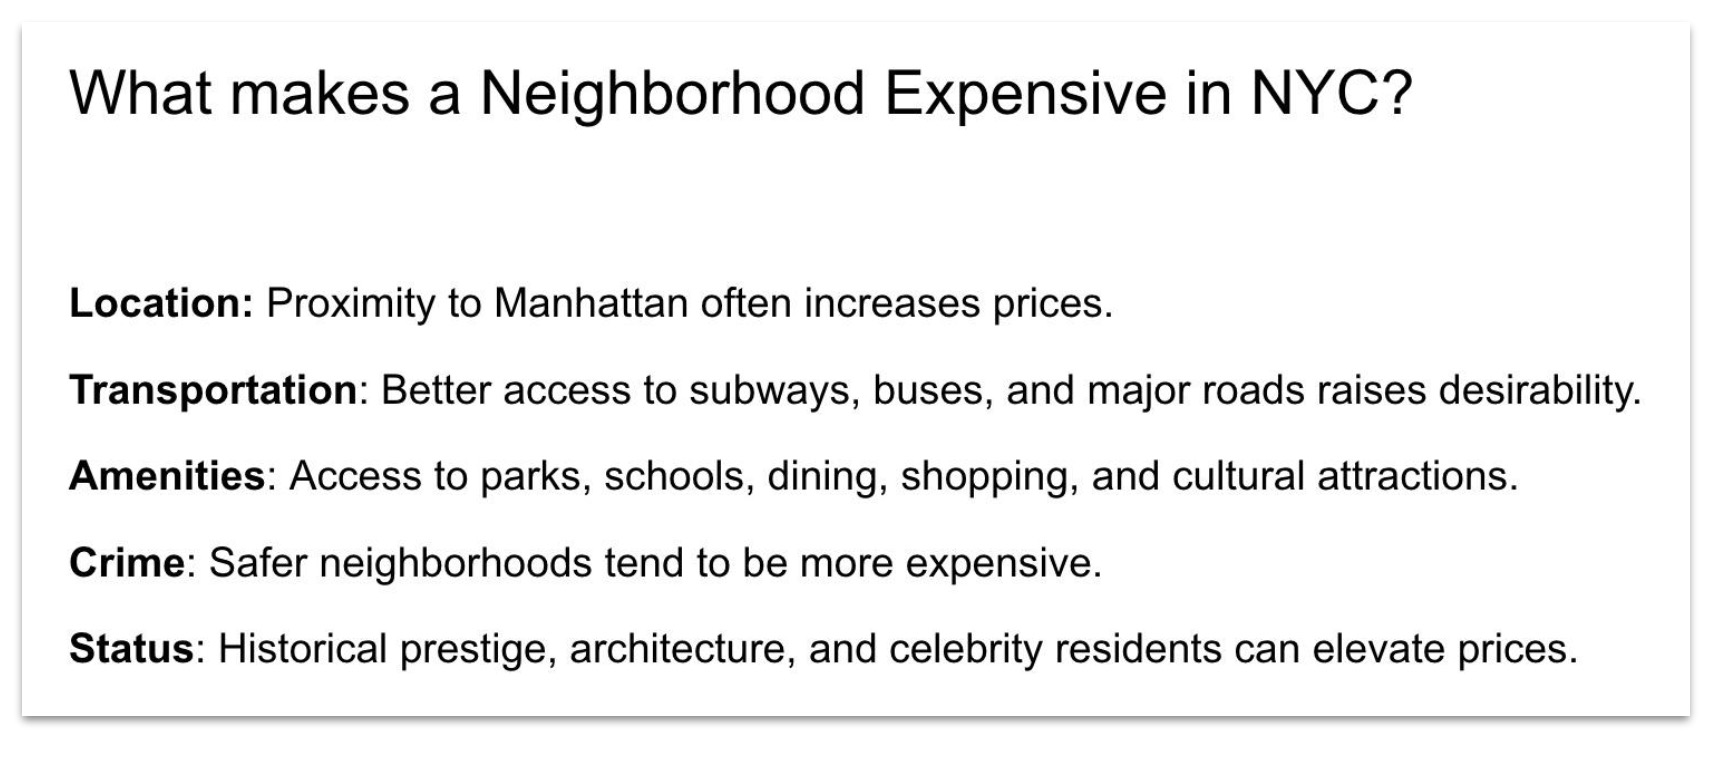 What makes a Neighborhood Expensive in NYC?
Location: Proximity to Manhattan often increases prices.
Transportation: Better access to subways, buses, and major roads raises desirability.
Amenities: Access to parks, schools, dining, shopping, and cultural attractions.
Crime: Safer neighborhoods tend to be more expensive.
Status: Historical prestige, architecture, and celebrity residents can elevate prices.